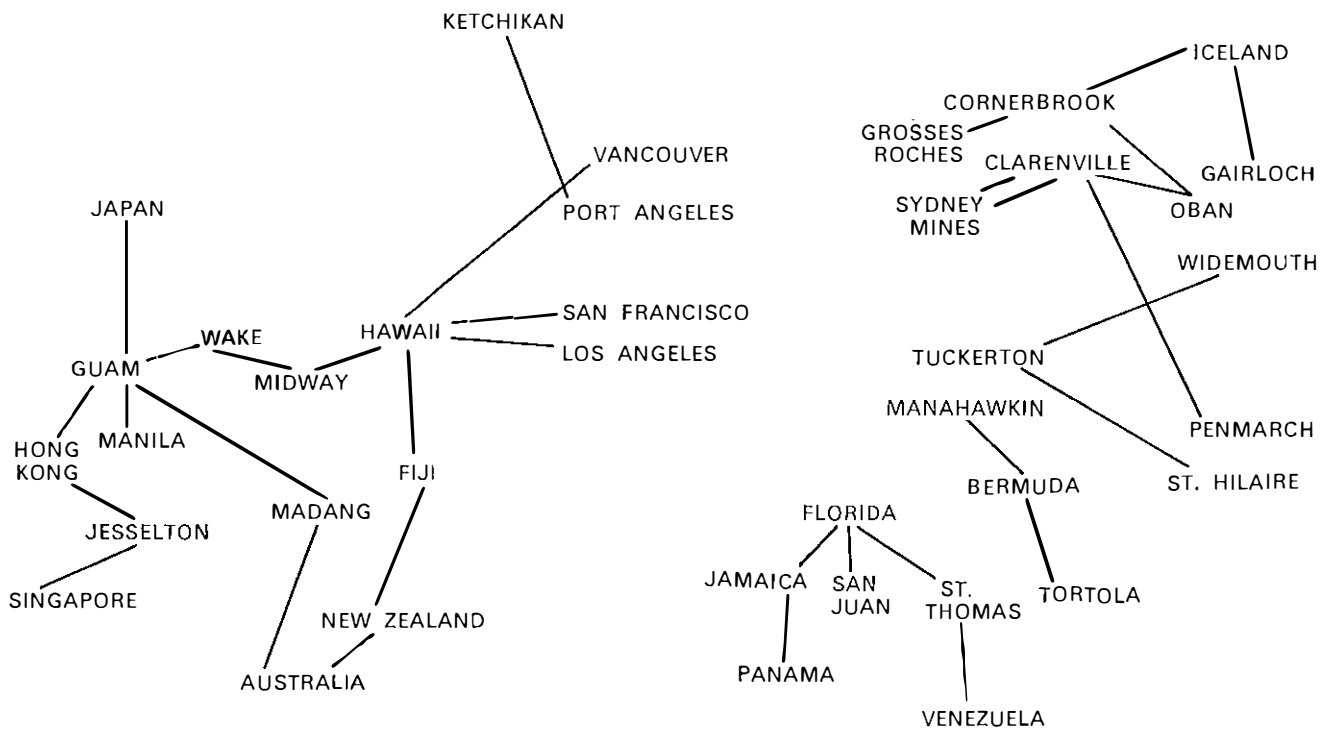 KETCHIKAN
ICELAND
CORNERBROOK
GROSSES
ROCHES
VANCOUVER
CLARENVILLE
GAIRLOCH
JAPAN
PORT ANGELES
SYDNEY
MINES
OBAN
WIDEMOUTH
SAN FRANCISCO
HAWAII
WAKE
LOS ANGELES
TUCKERTON
GUAM
MIDWAY
MANAHAWKIN
PENMARCH
MANILA
HONG
KONG
FIJI
ST. HILAIRE
BERMUDA
MADANG
FLORIDA
JESSELTON
JAMAICA
SAN
JUAN
ST.
THOMAS
TORTOLA
SINGAPORE
NEW ZEALAND
PANAMA
AUSTRALIA
VENEZUELA